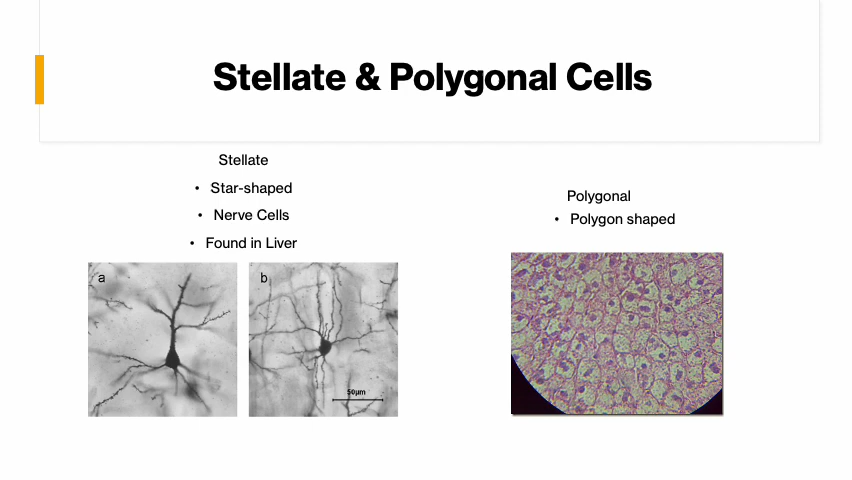 Stellate & Polygonal Cells
Stellate
• Star-shaped
• Nerve Cells
• Found in Liver
a
b
50µm
Polygonal
• Polygon shaped